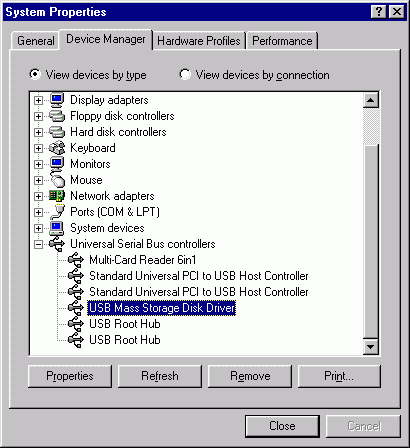 System Properties
General Device Manager Hardware Profiles Performance
View devices by type View devices by connection
Display adapters
Floppy disk controllers
Hard disk controllers
Keyboard
Monitors
Mouse
Network adapters
Ports (COM & LPT)
System devices
Universal Serial Bus controllers
Multi-Card Reader 6in1
Standard Universal PCI to USB Host Controller
Standard Universal PCI to USB Host Controller
USB Mass Storage Disk Driver
USB Root Hub
USB Root Hub
Properties Refresh Remove Print...
Close Cancel